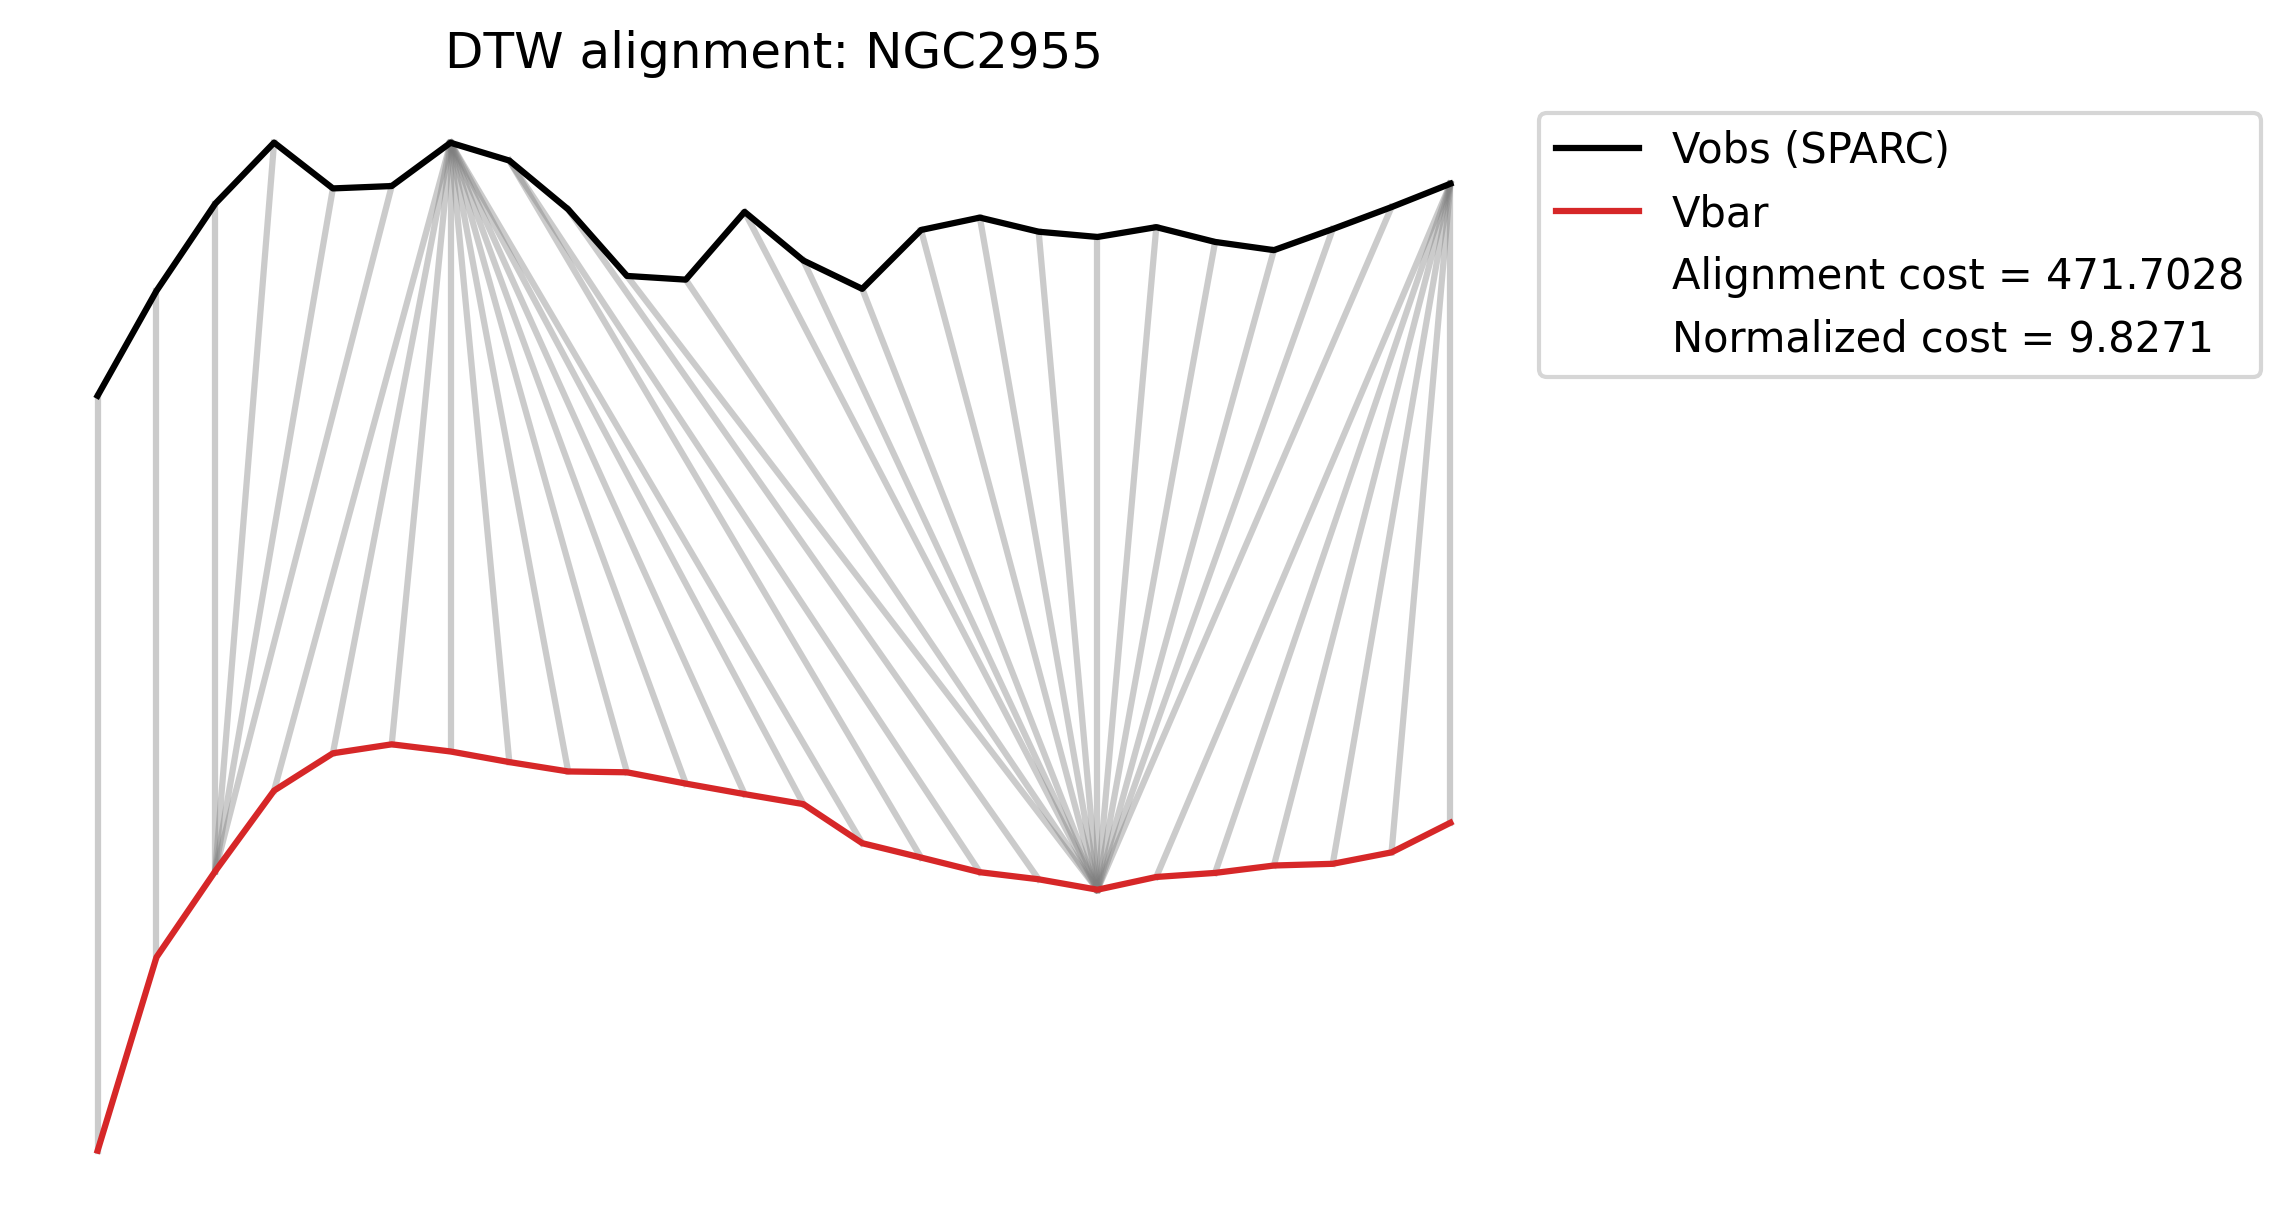 DTW alignment: NGC2955
Vobs (SPARC)
Vbar
Alignment cost = 471.7028
Normalized cost = 9.8271